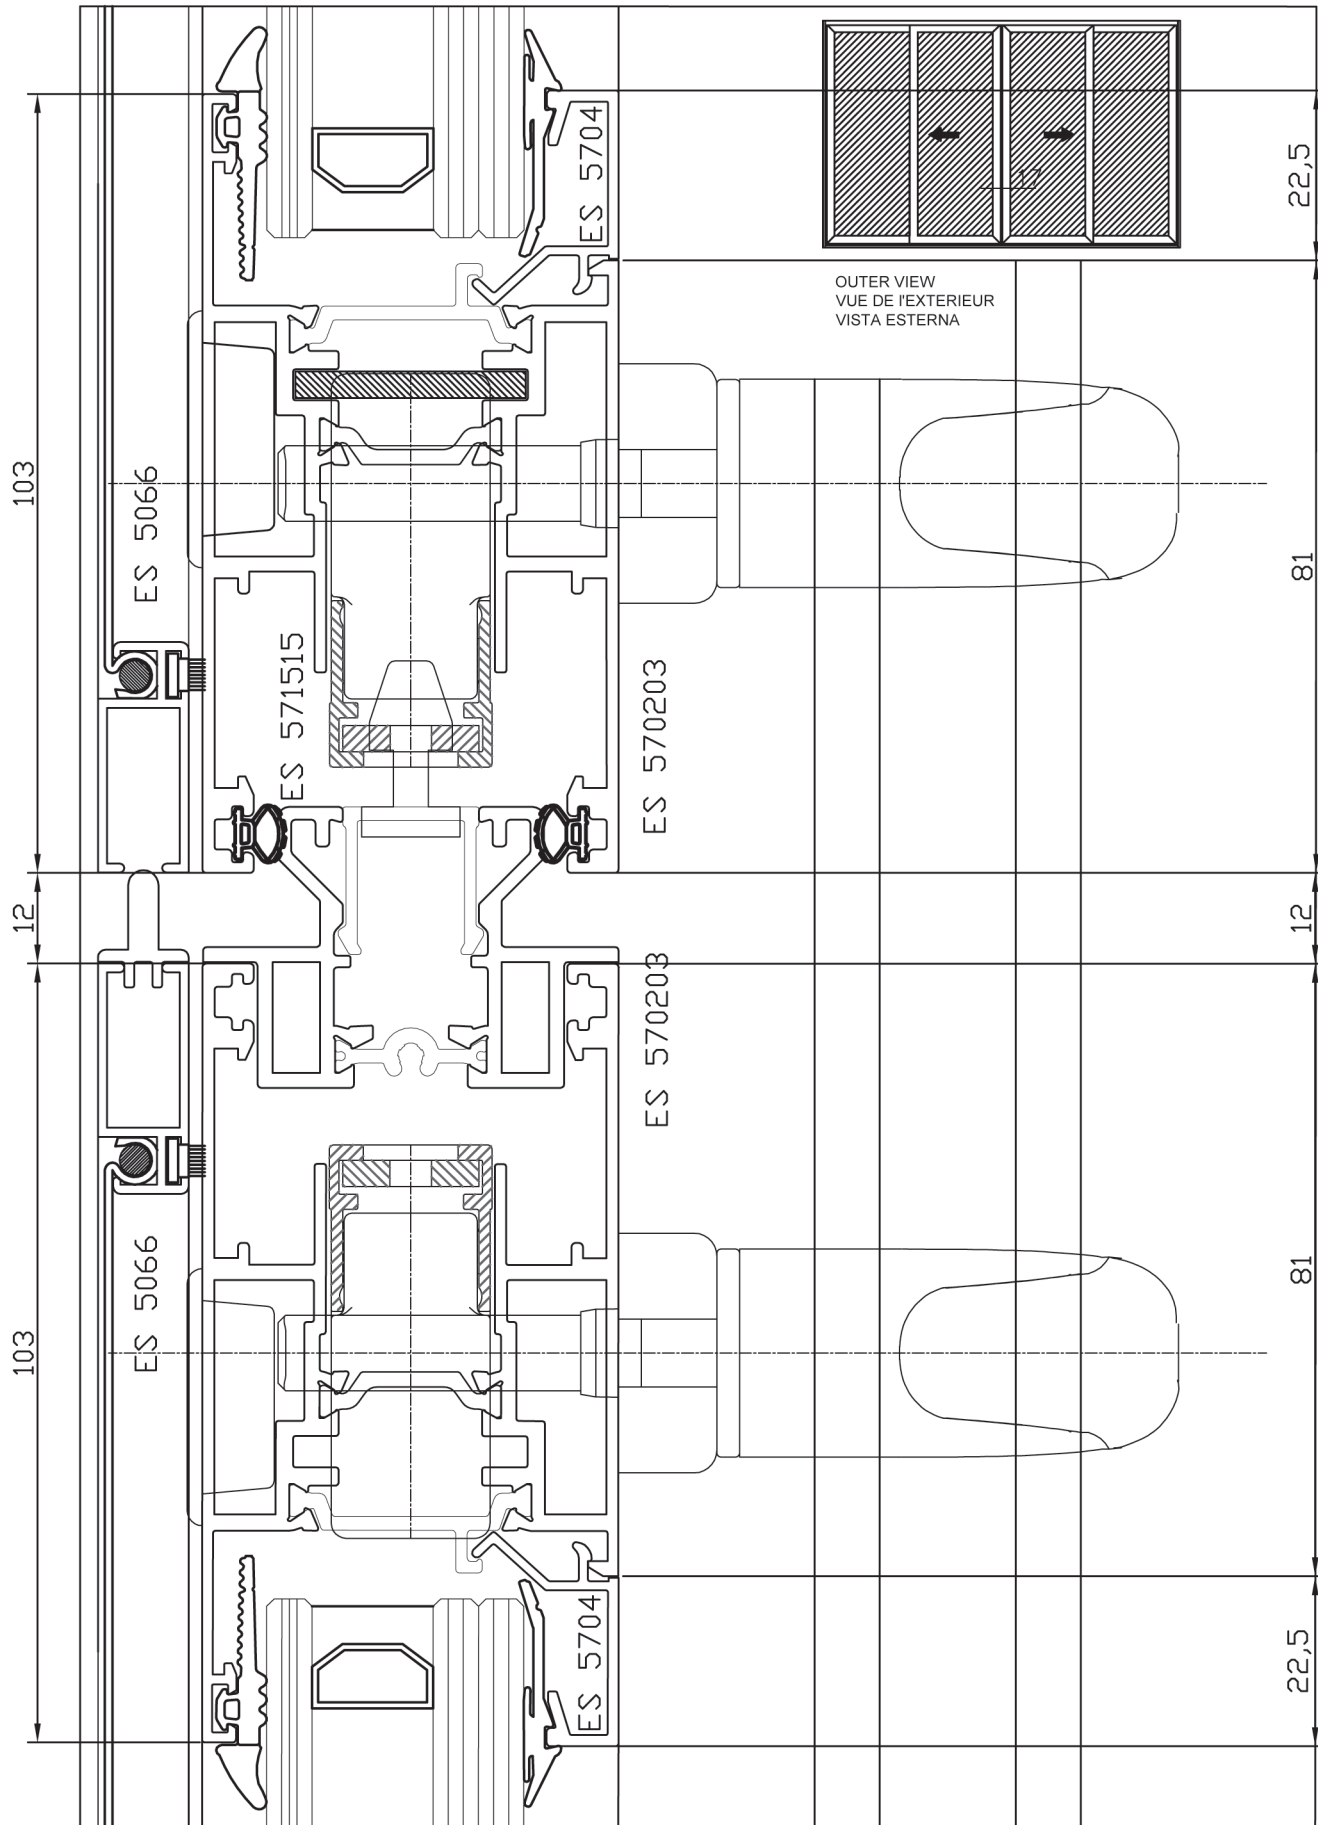 ES 5704
22,5
17
OUTER VIEW
VUE DE l'EXTERIEUR
VISTA ESTERNA
103
ES 5066
81
ES 571515
ES 570203
12
12
ES 570203
103
ES 5066
81
ES 5704
22,5